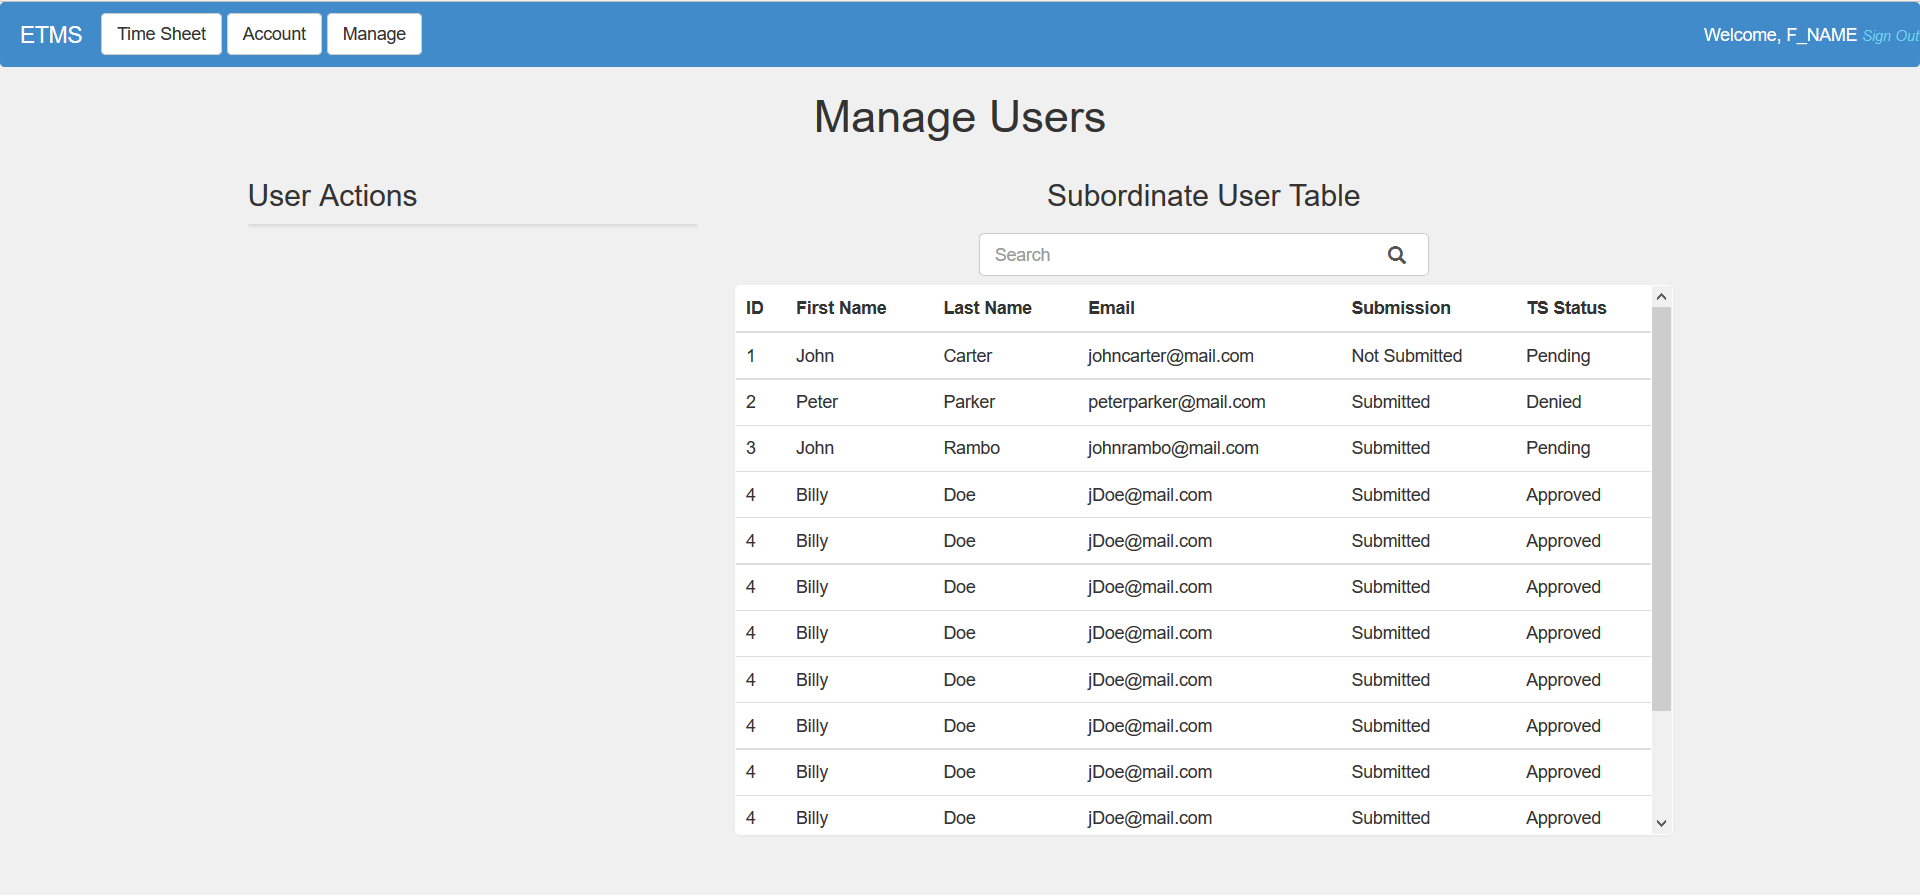 ETMS Time Sheet Account Manage Welcome, F_NAME Sign Out
Manage Users
User Actions
Subordinate User Table
Search
ID First Name Last Name Email Submission TS Status
1 John Carter johncarter@mail.com Not Submitted Pending
2 Peter Parker peterparker@mail.com Submitted Denied
3 John Rambo johnrambo@mail.com Submitted Pending
4 Billy Doe jDoe@mail.com Submitted Approved
4 Billy Doe jDoe@mail.com Submitted Approved
4 Billy Doe jDoe@mail.com Submitted Approved
4 Billy Doe jDoe@mail.com Submitted Approved
4 Billy Doe jDoe@mail.com Submitted Approved
4 Billy Doe jDoe@mail.com Submitted Approved
4 Billy Doe jDoe@mail.com Submitted Approved
4 Billy Doe jDoe@mail.com Submitted Approved